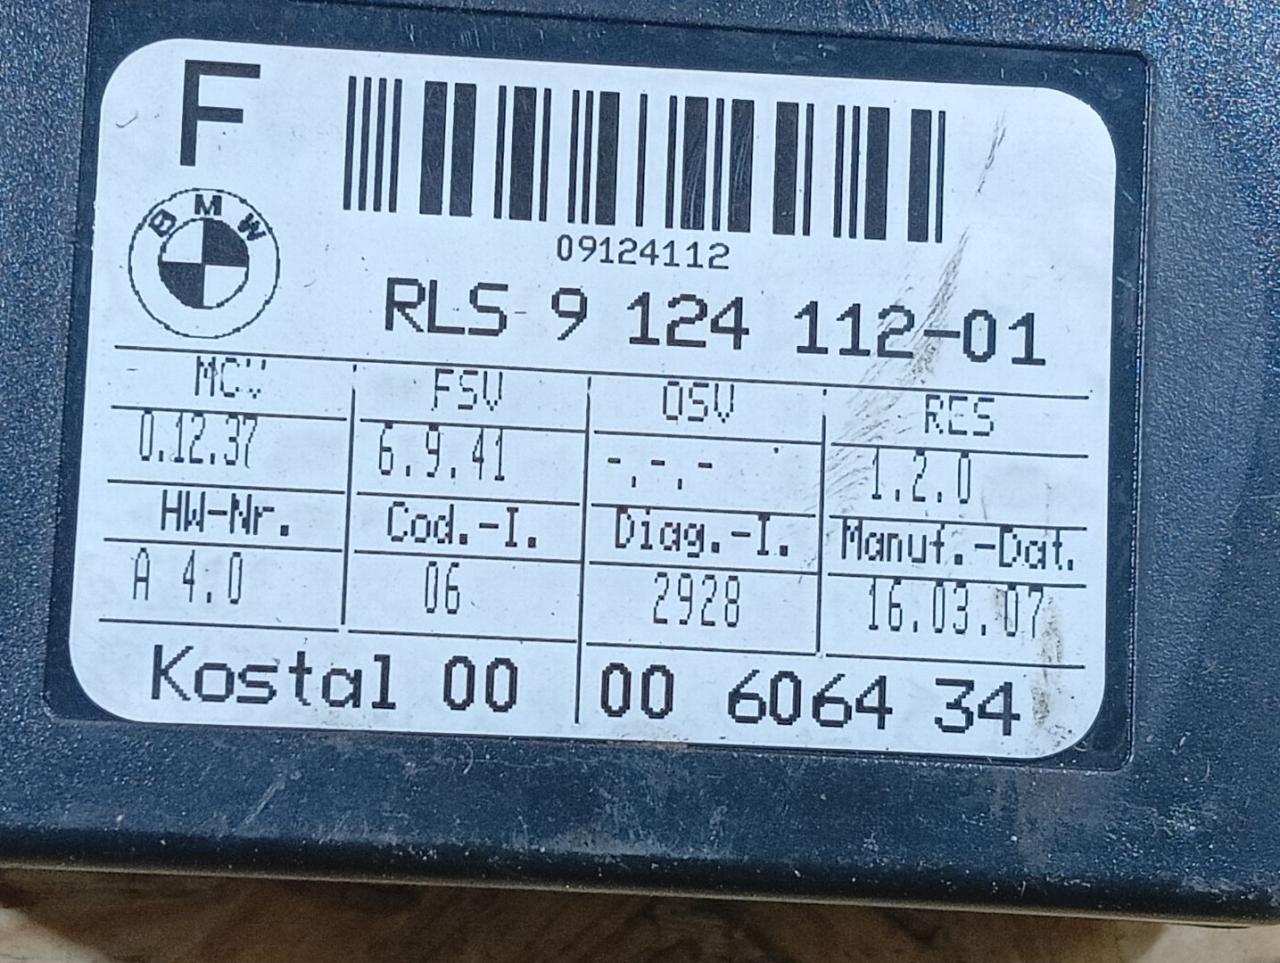 F
BMW
09124112
RLS 9 124 112-01
MCV FSV OSV RES
0.12.37 6.9.41 -.-.- 1.2.0
HW-Nr. Cod.-I. Diag.-I. Manuf.-Dat.
A 4.0 06 2928 16.03.07
Kostal 00 00 6064 34